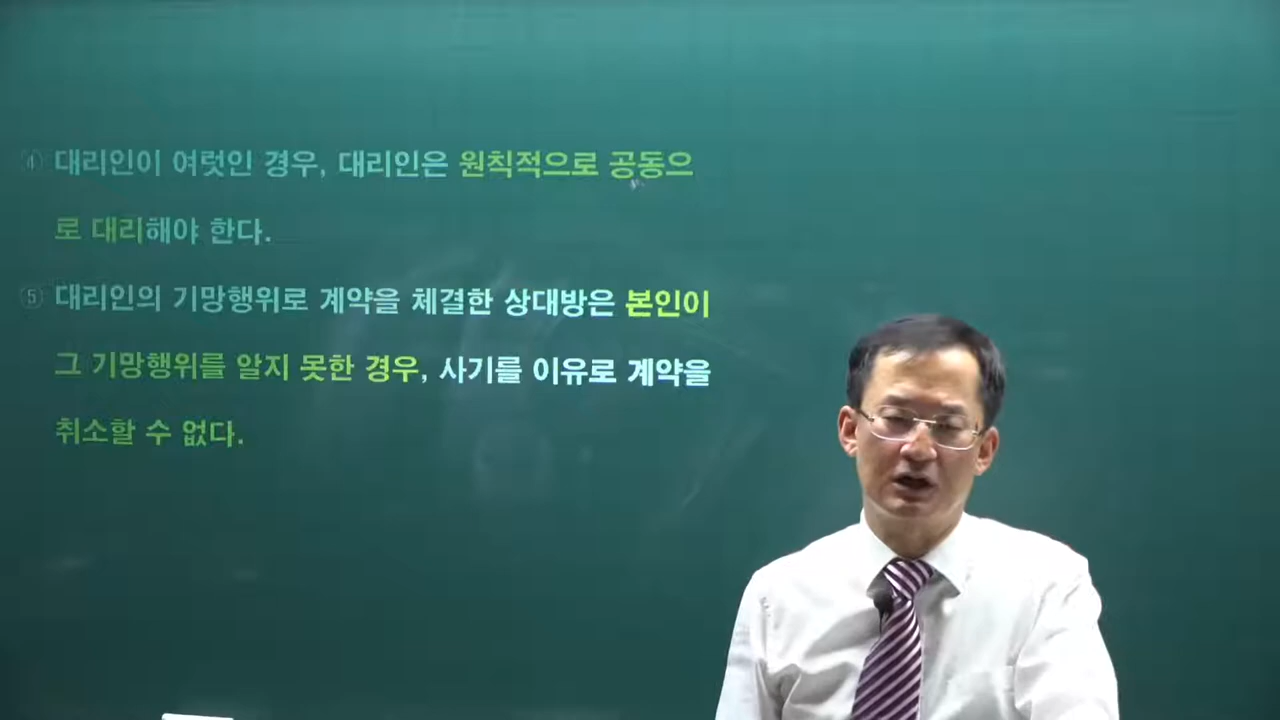 ④ 대리인이 여럿인 경우, 대리인은 원칙적으로 공동으
로 대리해야 한다.
⑤ 대리인의 기망행위로 계약을 체결한 상대방은 본인이
그 기망행위를 알지 못한 경우, 사기를 이유로 계약을
취소할 수 없다.